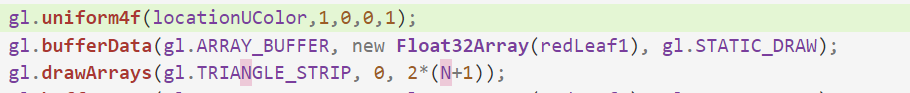 gl.uniform4f(locationUColor,1,0,0,1);
gl.bufferData(gl.ARRAY_BUFFER, new Float32Array(redLeaf1), gl.STATIC_DRAW);
gl.drawArrays(gl.TRIANGLE_STRIP, 0, 2*(N+1));